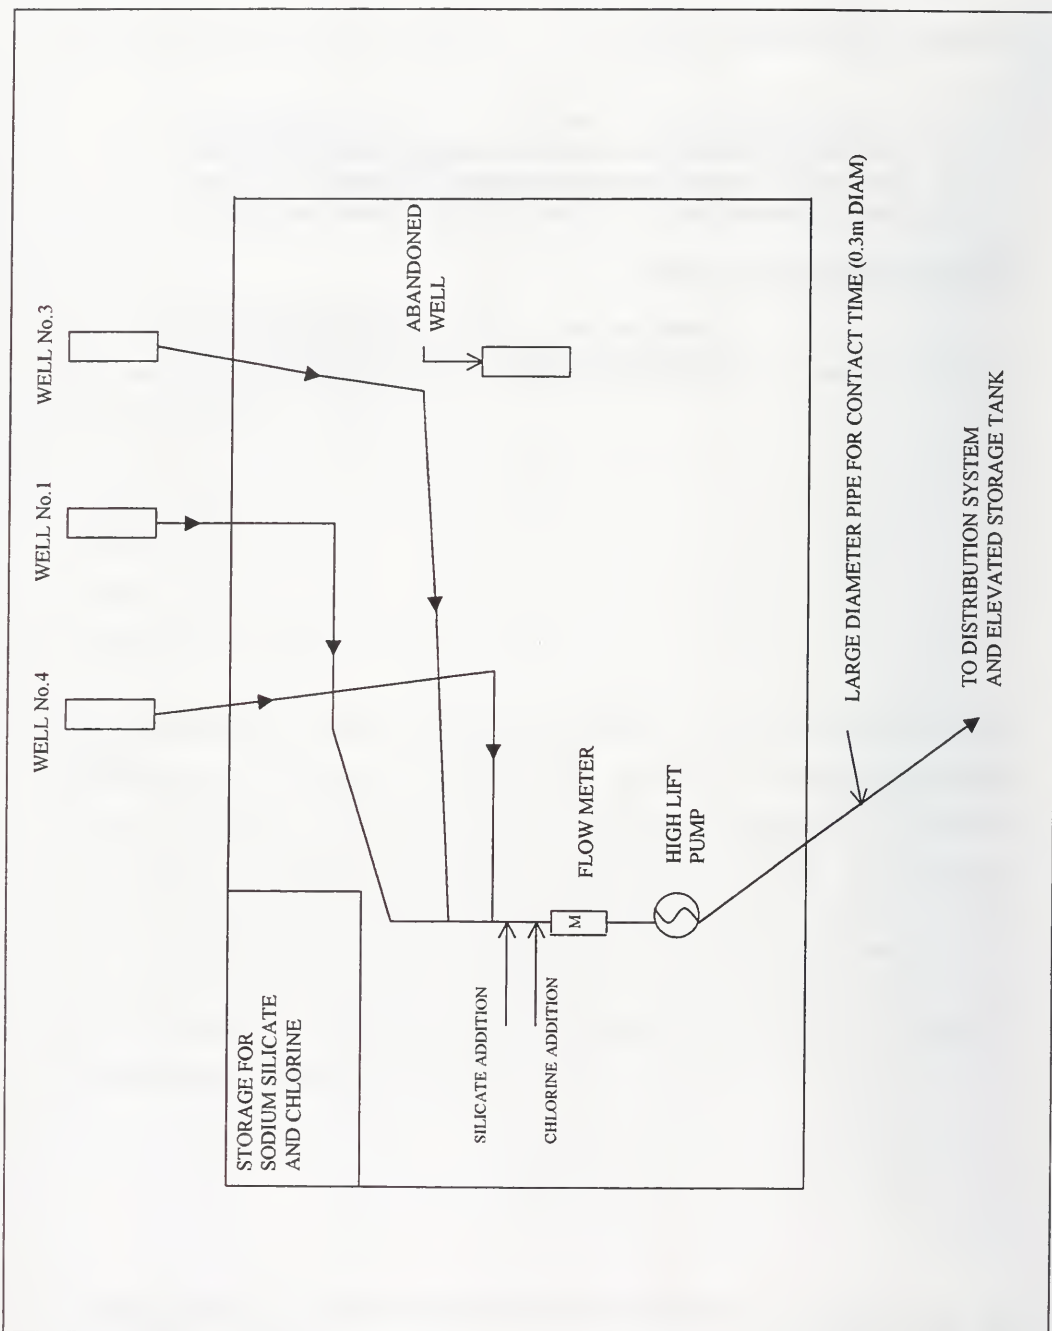 STORAGE FOR
SODIUM SILICATE
AND CHLORINE
WELL No.4
WELL No.1
WELL No.3
SILICATE ADDITION
CHLORINE ADDITION
M
FLOW METER
HIGH LIFT
PUMP
ABANDONED
WELL
LARGE DIAMETER PIPE FOR CONTACT TIME (0.3m DIAM)
TO DISTRIBUTION SYSTEM
AND ELEVATED STORAGE TANK